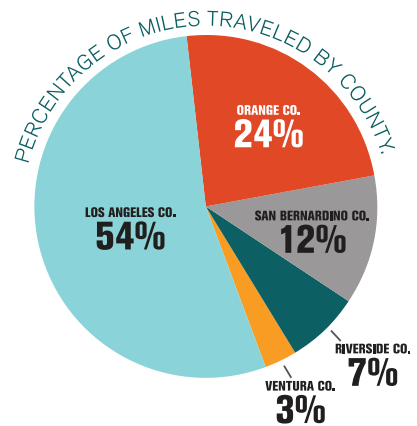 PERCENTAGE OF MILES TRAVELED BY COUNTY.
ORANGE CO.
24%
LOS ANGELES CO.
54%
SAN BERNARDINO CO.
12%
RIVERSIDE CO.
7%
VENTURA CO.
3%